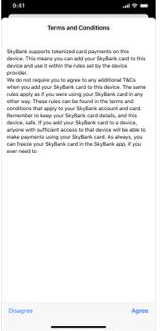 9:41
Terms and Conditions
SkyBank supports tokenized card payments on this
device. This means you can add your SkyBank card to this
device and use it within the rules set by the device
provider.
We do not require you to agree to any additional T&Cs
when you add your SkyBank card to this device. The same
rules apply as if you were using your SkyBank card in any
other way. These rules can be found in the terms and
conditions that apply to your SkyBank account and card.
Remember to keep your SkyBank card details, and this
device, safe. If you add your SkyBank card to a device,
anyone with sufficient access to that device will be able to
make payments using your SkyBank card. As always, you
can freeze your SkyBank card in the SkyBank app, if you
ever need to
Disagree Agree